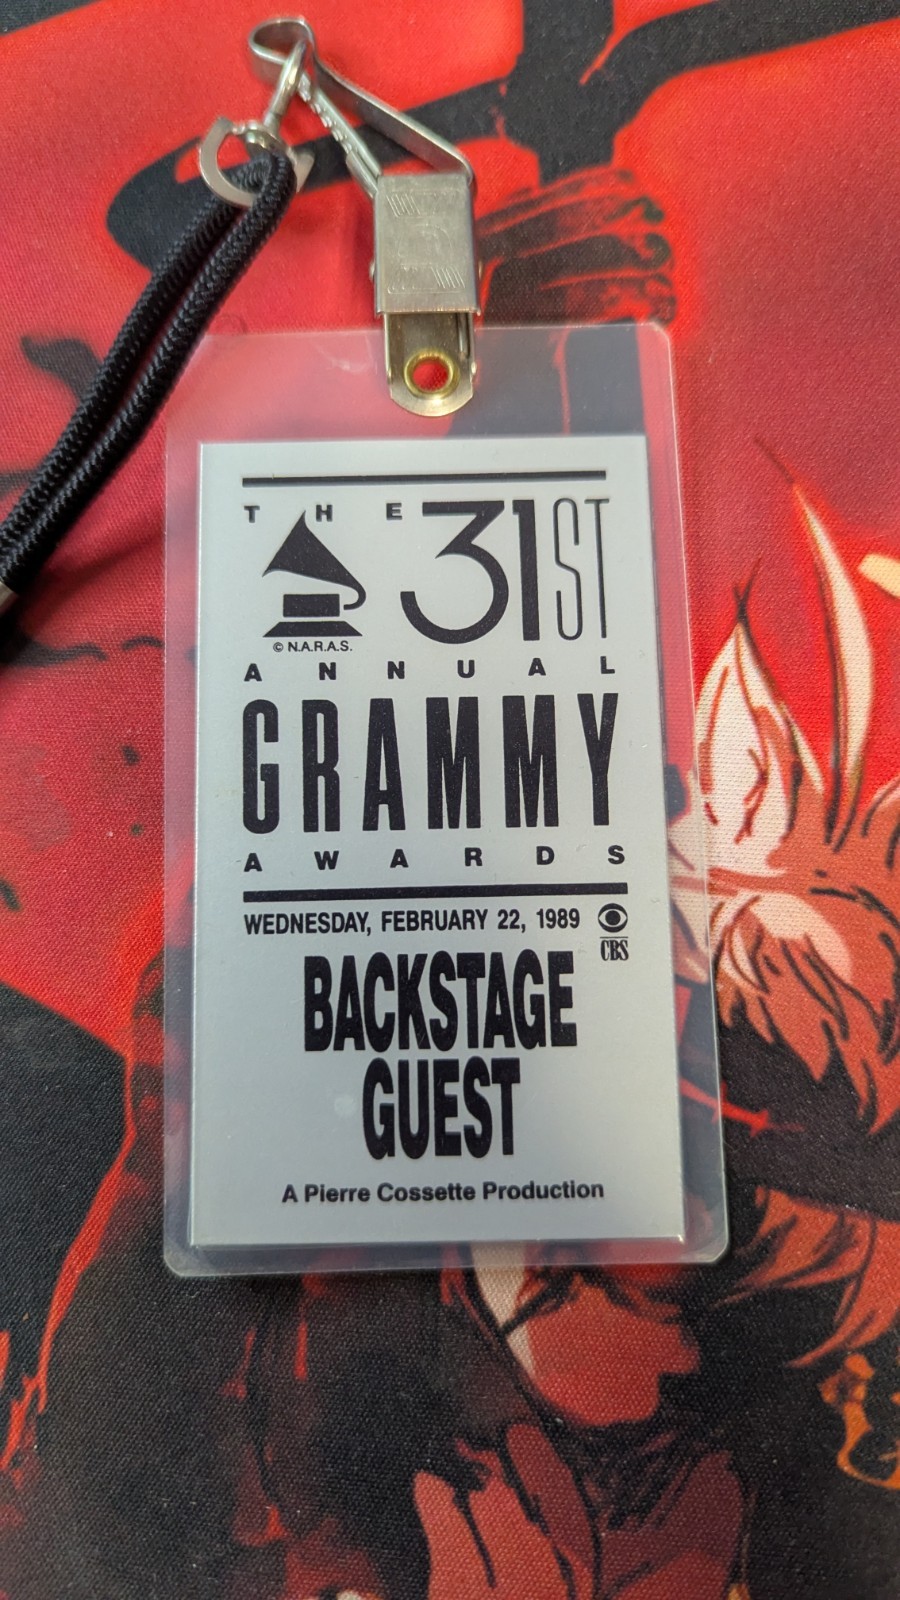 THE 31ST
© N.A.R.A.S.
ANNUAL
GRAMMY
AWARDS
WEDNESDAY, FEBRUARY 22, 1989
CBS
BACKSTAGE
GUEST
A Pierre Cossette Production